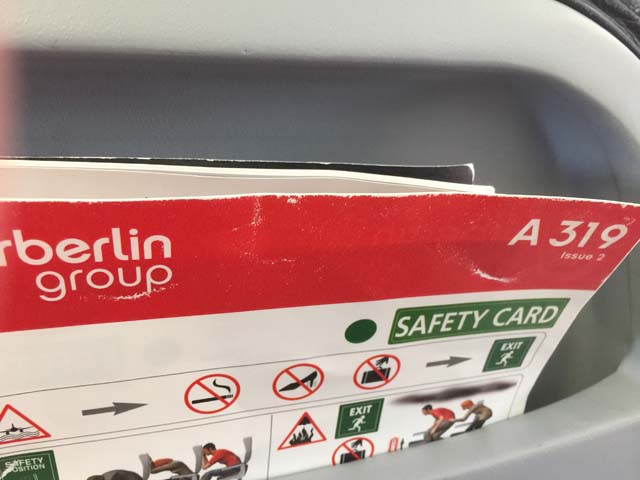 rberlin
group
A 319
Issue 2
SAFETY CARD
EXIT
EXIT
SAFETY
POSITION